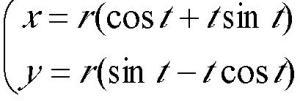 x = r(cos t + t sin t)
y = r(sin t − t cos t)